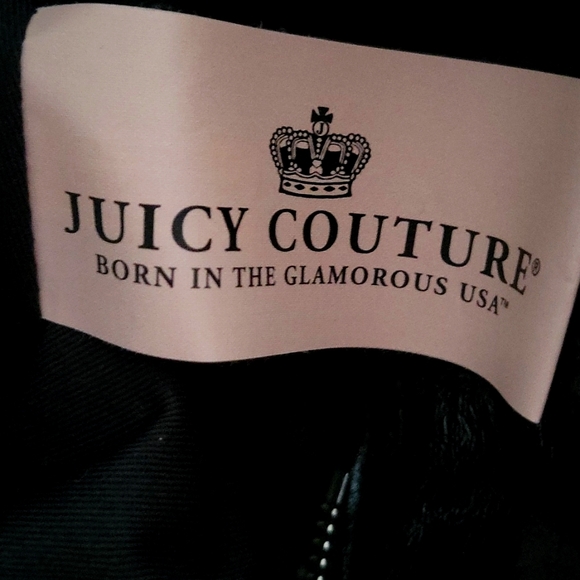 J
JUICY COUTURE®
BORN IN THE GLAMOROUS USA™